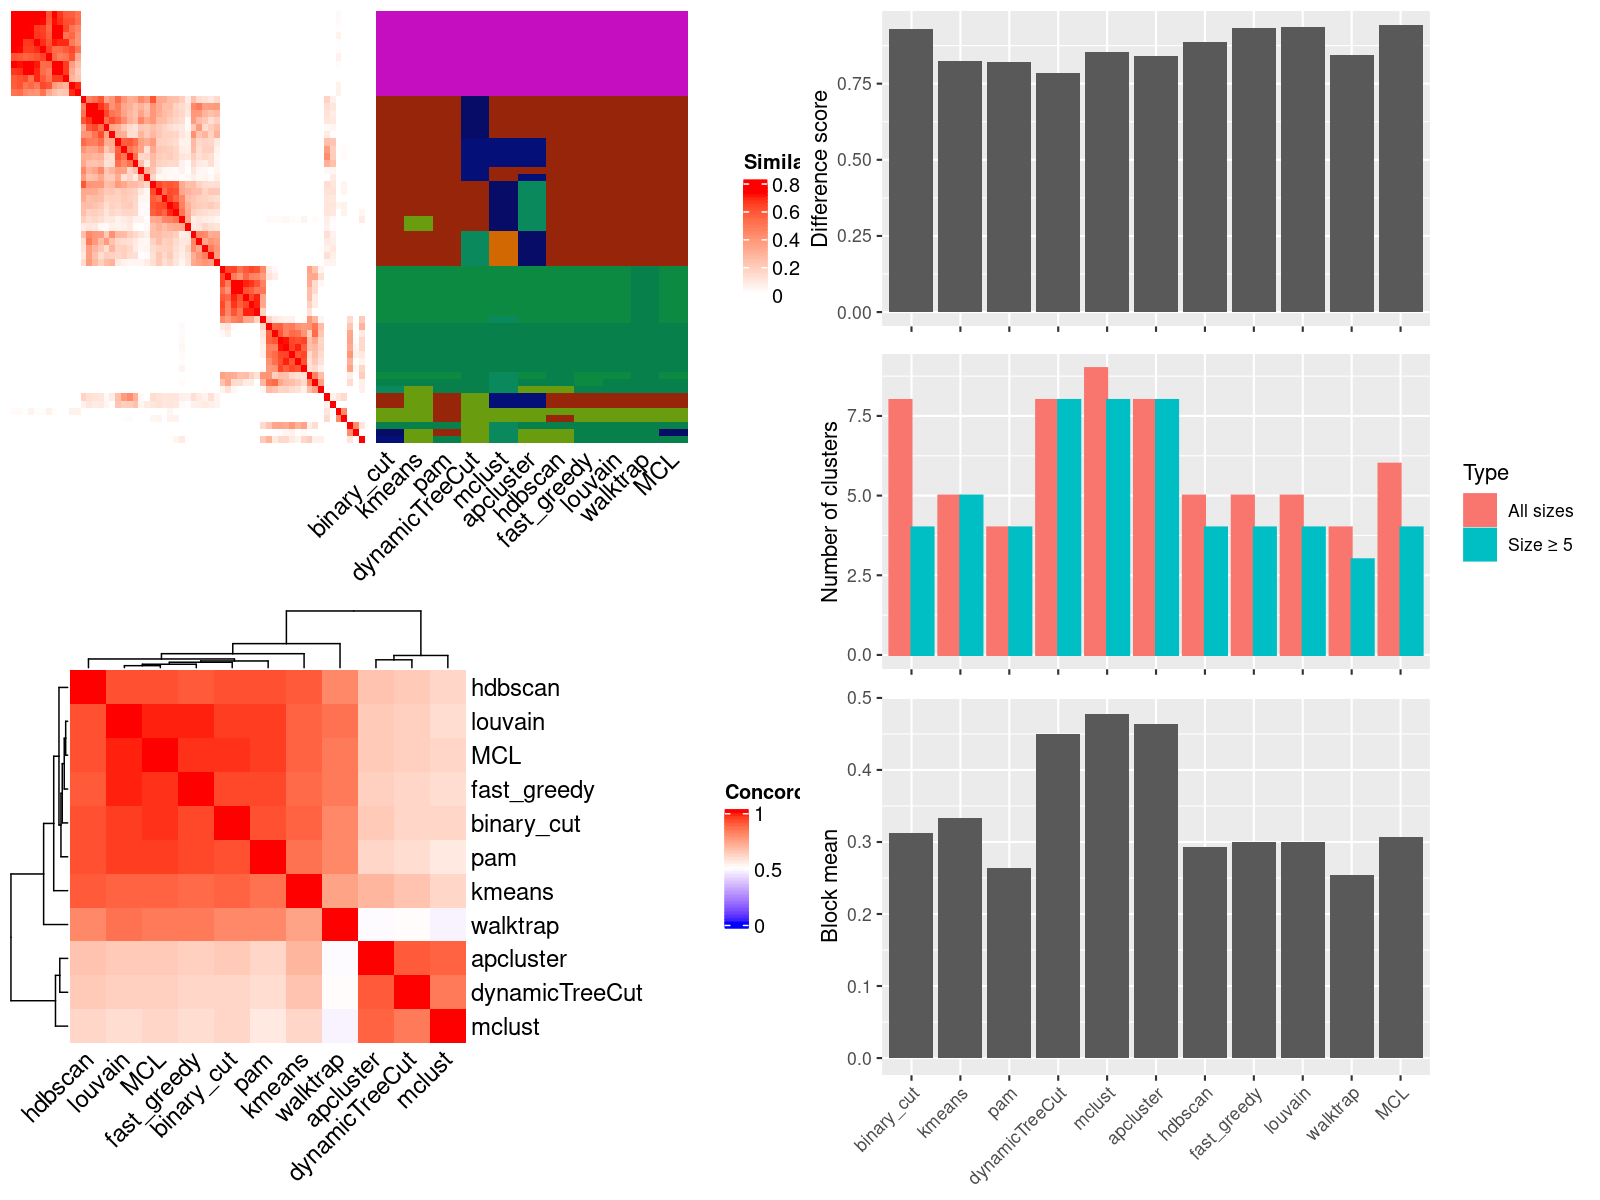 Simila
0.8
0.6
0.4
0.2
0
binary_cut
kmeans
pam
dynamicTreeCut
mclust
apcluster
hdbscan
fast_greedy
louvain
walktrap
MCL
hdbscan
louvain
MCL
fast_greedy
binary_cut
pam
kmeans
walktrap
apcluster
dynamicTreeCut
mclust
Concord
1
0.5
0
hdbscan
louvain
MCL
fast_greedy
binary_cut
pam
kmeans
walktrap
apcluster
dynamicTreeCut
mclust
Difference score
0.75
0.50
0.25
0.00
Number of clusters
7.5
5.0
2.5
0.0
Type
All sizes
Size ≥ 5
Block mean
0.5
0.4
0.3
0.2
0.1
0.0
binary_cut
kmeans
pam
dynamicTreeCut
mclust
apcluster
hdbscan
fast_greedy
louvain
walktrap
MCL